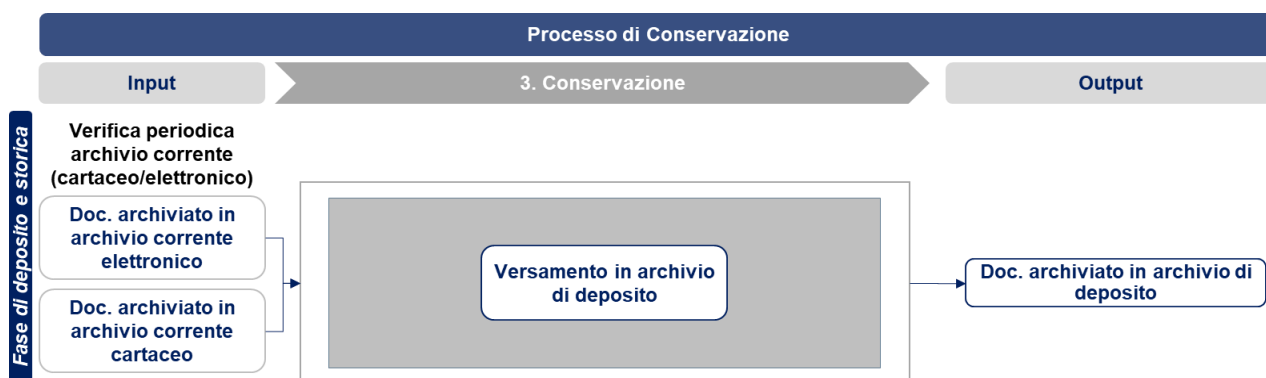 Processo di Conservazione
Input
3. Conservazione
Output
Fase di deposito e storica
Verifica periodica
archivio corrente
(cartaceo/elettronico)
Doc. archiviato in
archivio corrente
elettronico
Doc. archiviato in
archivio corrente
cartaceo
Versamento in archivio
di deposito
Doc. archiviato in archivio di
deposito